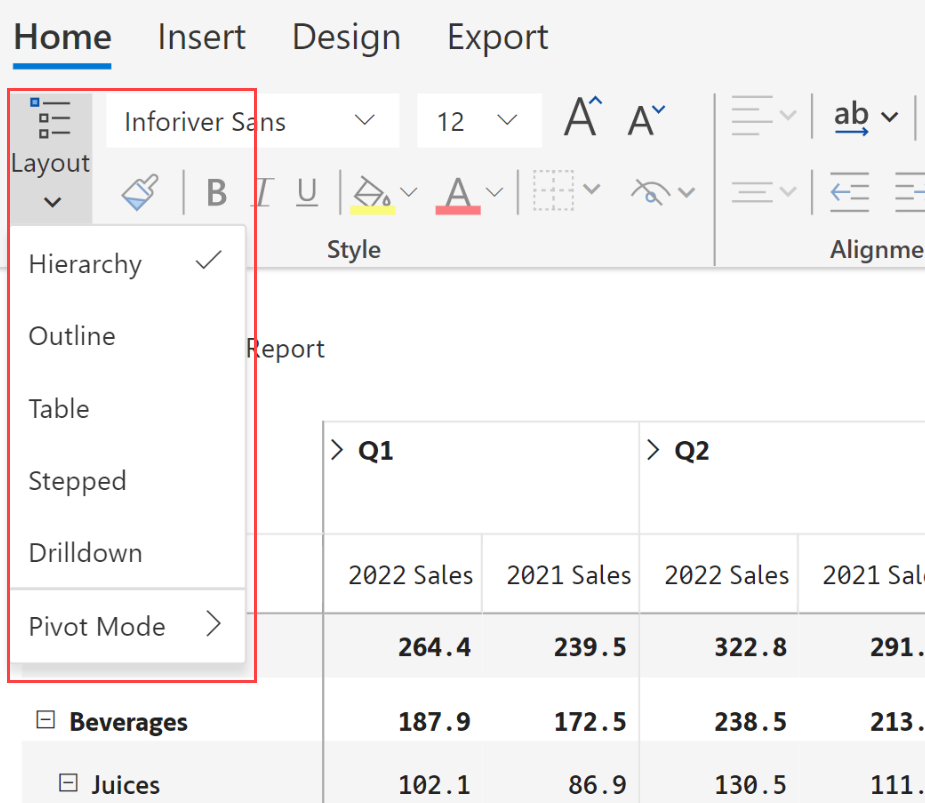 Home Insert Design Export
Inforiver Sans 12 A A ab
Layout
B I U A
Style Alignme
Hierarchy
Outline
Report
Table
Q1 Q2
Stepped
Drilldown
2022 Sales 2021 Sales 2022 Sales 2021 Sal
Pivot Mode
264.4 239.5 322.8 291.
Beverages 187.9 172.5 238.5 213.
Juices 102.1 86.9 130.5 111.